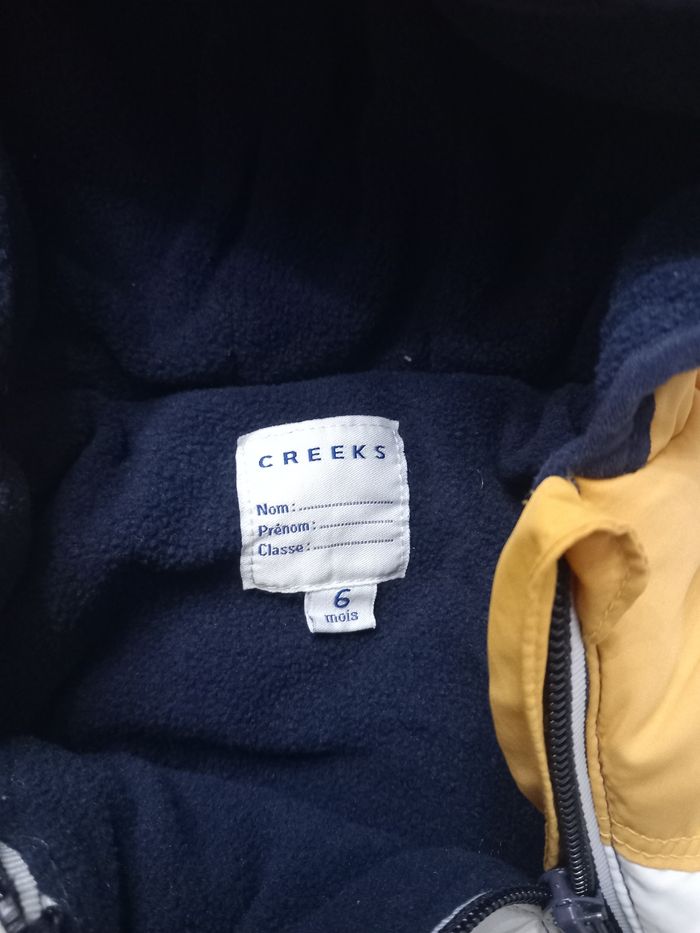 CREEKS
Nom :
Prénom :
Classe :
6
mois